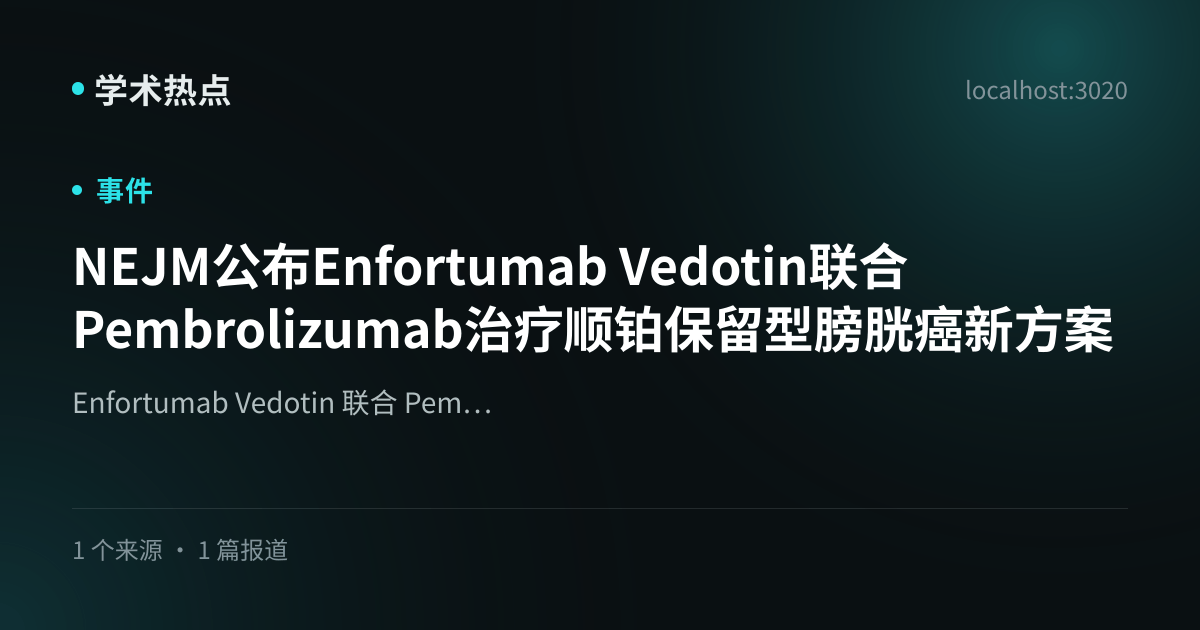 学术热点
localhost:3020
事件
NEJM公布Enfortumab Vedotin联合
Pembrolizumab治疗顺铂保留型膀胱癌新方案
Enfortumab Vedotin 联合 Pem…
1 个来源 · 1 篇报道